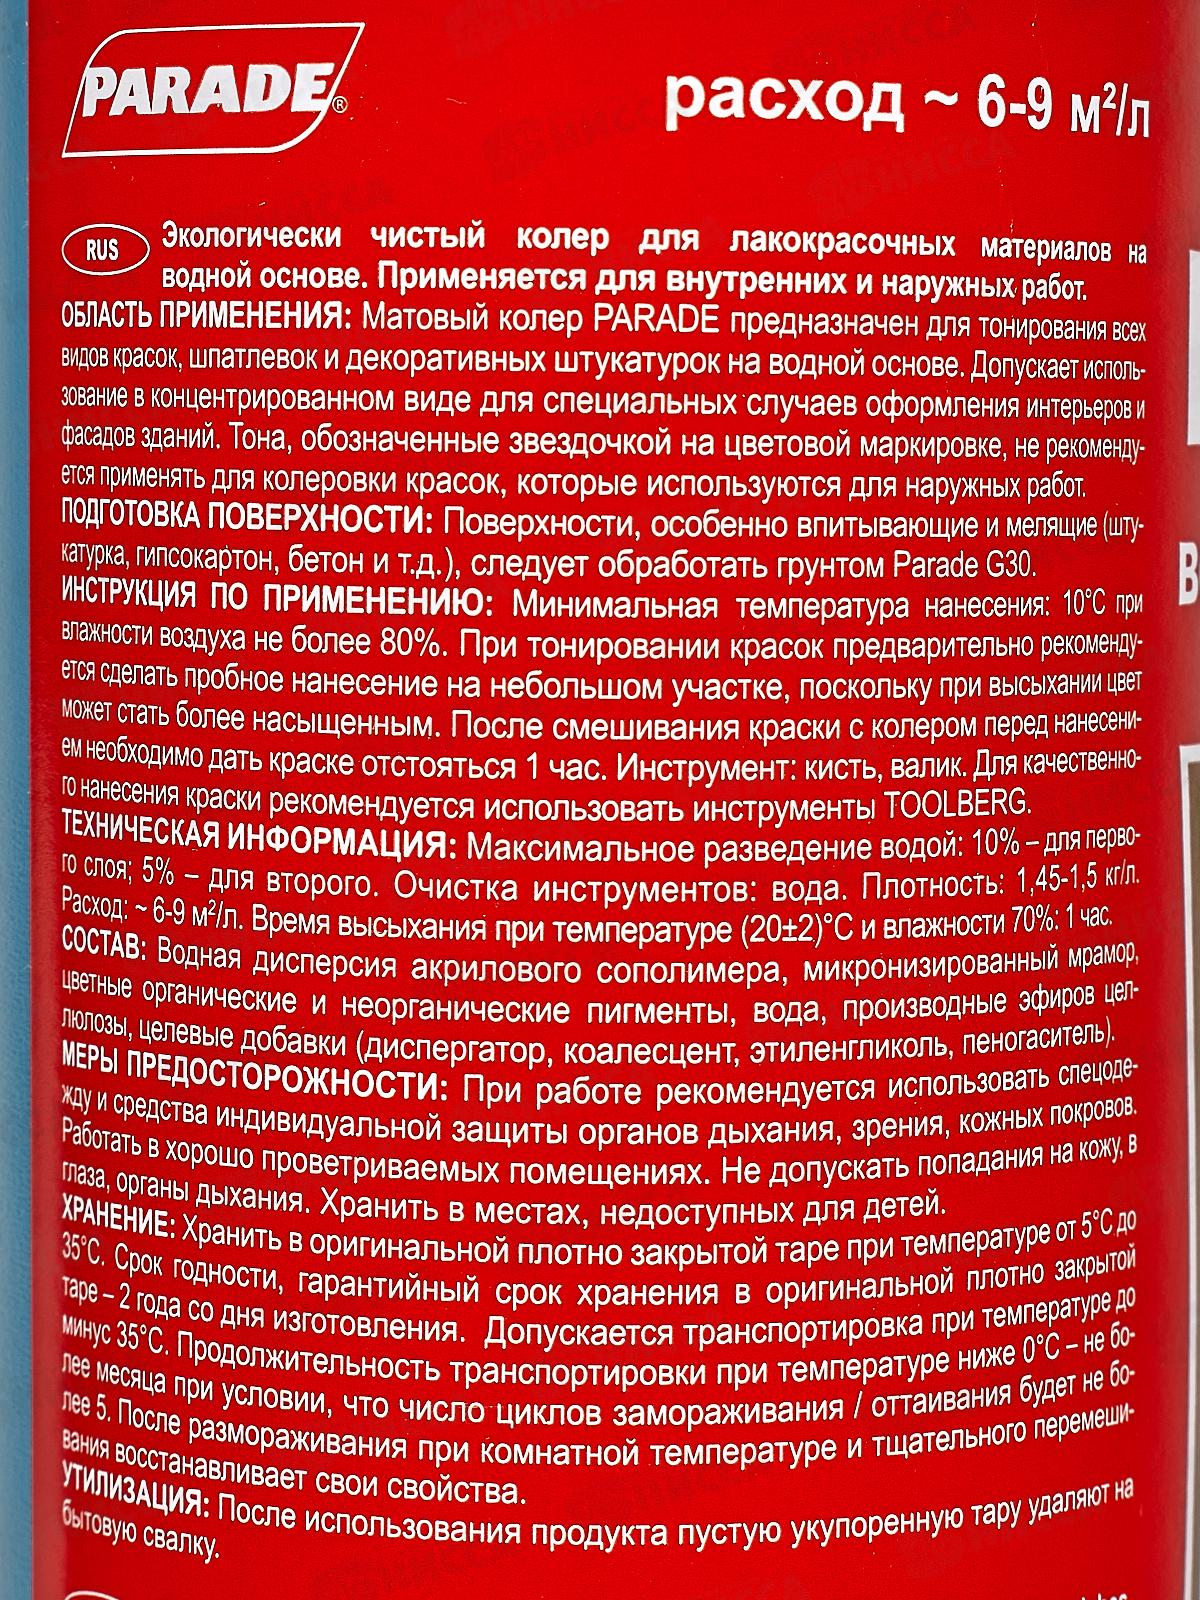 PARADE®
расход ~ 6-9 м²/л
RUS
Экологически чистый колер для лакокрасочных материалов на
водной основе. Применяется для внутренних и наружных работ.
ОБЛАСТЬ ПРИМЕНЕНИЯ: Матовый колер PARADE предназначен для тонирования всех
видов красок, шпатлевок и декоративных штукатурок на водной основе. Допускает исполь-
зование в концентрированном виде для специальных случаев оформления интерьеров и
фасадов зданий. Тона, обозначенные звездочкой на цветовой маркировке, не рекоменду-
ется применять для колеровки красок, которые используются для наружных работ.
ПОДГОТОВКА ПОВЕРХНОСТИ: Поверхности, особенно впитывающие и мелящие (шту-
катурка, гипсокартон, бетон и т.д.), следует обработать грунтом Parade G30.
ИНСТРУКЦИЯ ПО ПРИМЕНЕНИЮ: Минимальная температура нанесения: 10°C при
влажности воздуха не более 80%. При тонировании красок предварительно рекоменду-
ется сделать пробное нанесение на небольшом участке, поскольку при высыхании цвет
может стать более насыщенным. После смешивания краски с колером перед нанесени-
ем необходимо дать краске отстояться 1 час. Инструмент: кисть, валик. Для качественно-
го нанесения краски рекомендуется использовать инструменты TOOLBERG.
ТЕХНИЧЕСКАЯ ИНФОРМАЦИЯ: Максимальное разведение водой: 10% – для перво-
го слоя; 5% – для второго. Очистка инструментов: вода. Плотность: 1,45-1,5 кг/л.
Расход: ~ 6-9 м²/л. Время высыхания при температуре (20±2)°C и влажности 70%: 1 час.
СОСТАВ: Водная дисперсия акрилового сополимера, микронизированный мрамор,
цветные органические и неорганические пигменты, вода, производные эфиров цел-
люлозы, целевые добавки (диспергатор, коалесцент, этиленгликоль, пеногаситель).
МЕРЫ ПРЕДОСТОРОЖНОСТИ: При работе рекомендуется использовать спецоде-
жду и средства индивидуальной защиты органов дыхания, зрения, кожных покровов.
Работать в хорошо проветриваемых помещениях. Не допускать попадания на кожу, в
глаза, органы дыхания. Хранить в местах, недоступных для детей.
ХРАНЕНИЕ: Хранить в оригинальной плотно закрытой таре при температуре от 5°C до
35°C. Срок годности, гарантийный срок хранения в оригинальной плотно закрытой
таре – 2 года со дня изготовления. Допускается транспортировка при температуре до
минус 35°C. Продолжительность транспортировки при температуре ниже 0°C – не бо-
лее месяца при условии, что число циклов замораживания / оттаивания будет не бо-
лее 5. После размораживания при комнатной температуре и тщательного перемеши-
вания восстанавливает свои свойства.
УТИЛИЗАЦИЯ: После использования продукта пустую укупоренную тару удаляют на
бытовую свалку.